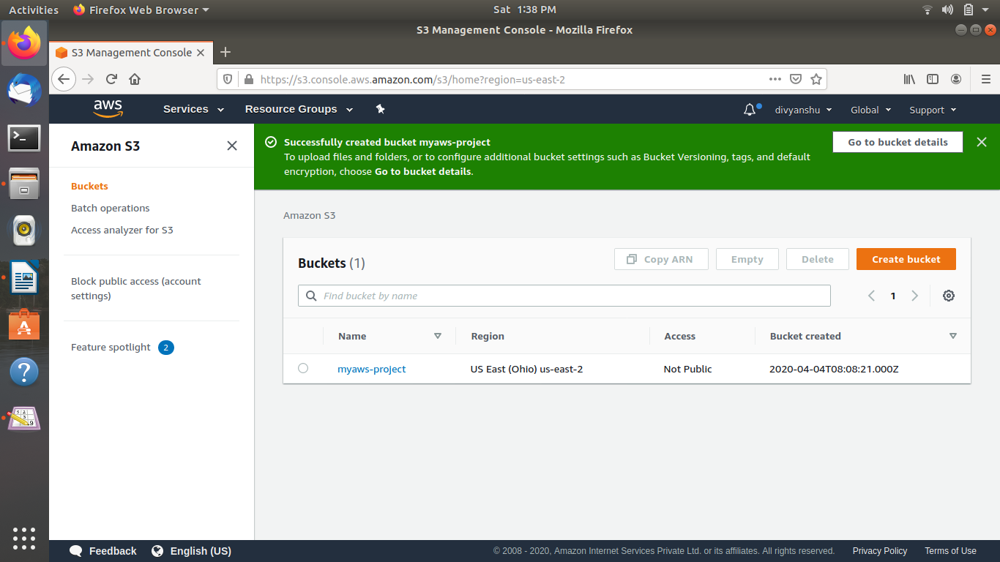 Activities Firefox Web Browser Sat 1:38 PM
S3 Management Console - Mozilla Firefox
S3 Management Console
https://s3.console.aws.amazon.com/s3/home?region=us-east-2
aws Services Resource Groups divyanshu Global Support
Amazon S3
Buckets
Batch operations
Access analyzer for S3
Block public access (account
settings)
Feature spotlight 2
Successfully created bucket myaws-project
To upload files and folders, or to configure additional bucket settings such as Bucket Versioning, tags, and default
encryption, choose Go to bucket details.
Go to bucket details
Amazon S3
Buckets (1) Copy ARN Empty Delete Create bucket
Find bucket by name 1
Name Region Access Bucket created
myaws-project US East (Ohio) us-east-2 Not Public 2020-04-04T08:08:21.000Z
Feedback English (US) © 2008 - 2020, Amazon Internet Services Private Ltd. or its affiliates. All rights reserved. Privacy Policy Terms of Use